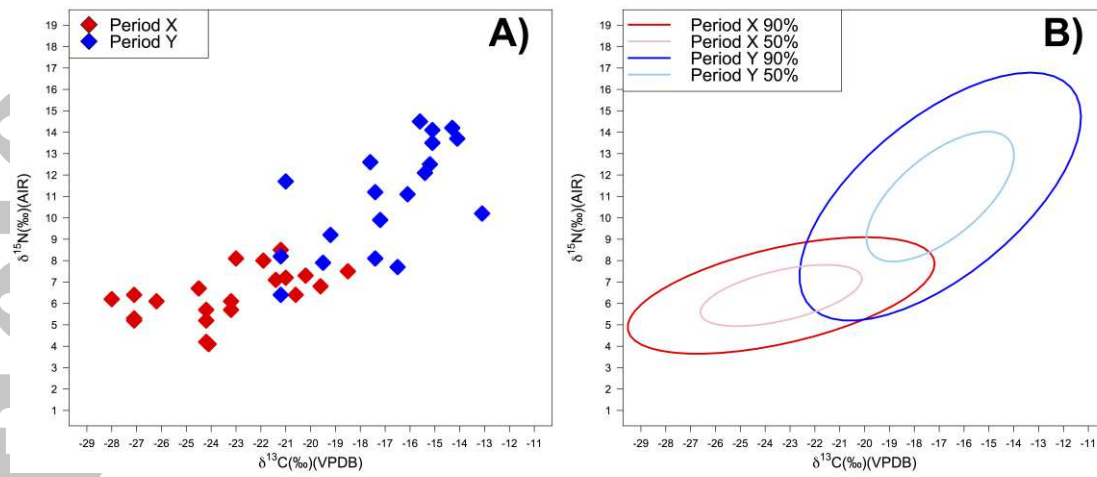 Period X
Period Y
A)
19
18
17
16
15
14
13
12
11
10
9
8
7
6
5
4
3
2
1
δ15N(‰)(AIR)
-29 -28 -27 -26 -25 -24 -23 -22 -21 -20 -19 -18 -17 -16 -15 -14 -13 -12 -11
δ13C(‰)(VPDB)
Period X 90%
Period X 50%
Period Y 90%
Period Y 50%
B)
19
18
17
16
15
14
13
12
11
10
9
8
7
6
5
4
3
2
1
δ15N(‰)(AIR)
-29 -28 -27 -26 -25 -24 -23 -22 -21 -20 -19 -18 -17 -16 -15 -14 -13 -12 -11
δ13C(‰)(VPDB)